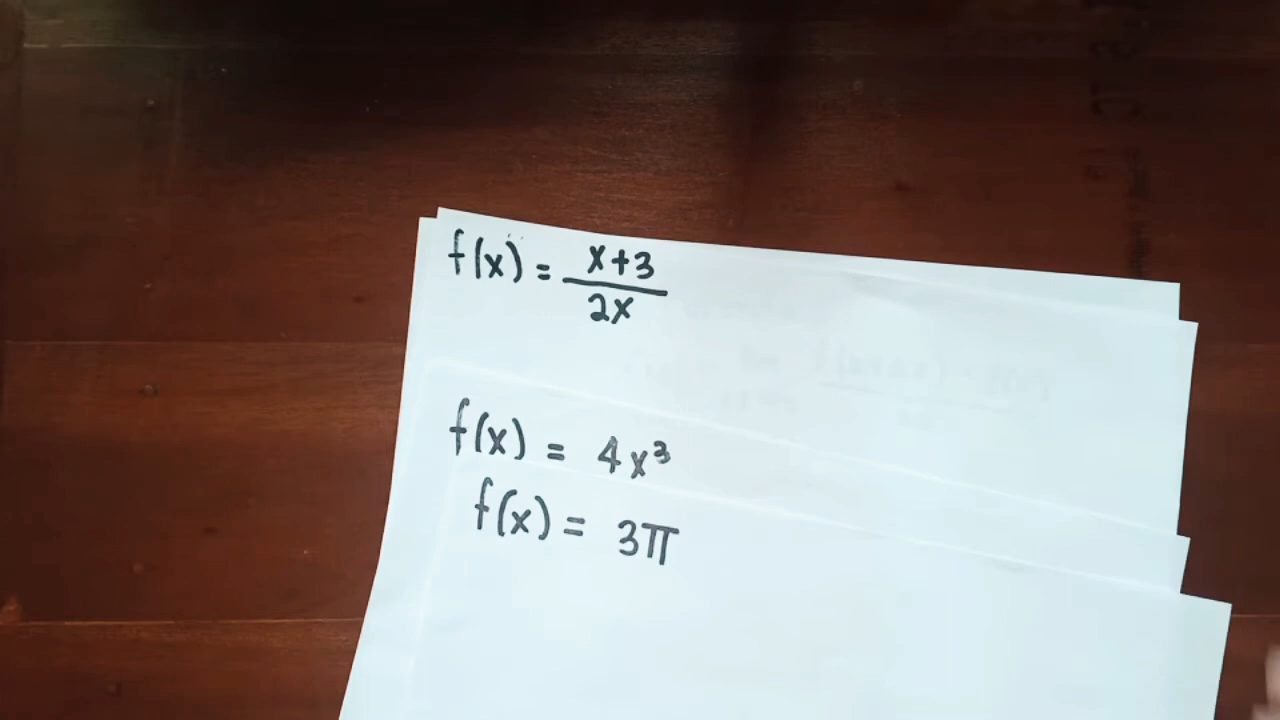 f(x) = x+3 / 2x
f(x) = 4x³
f(x) = 3π